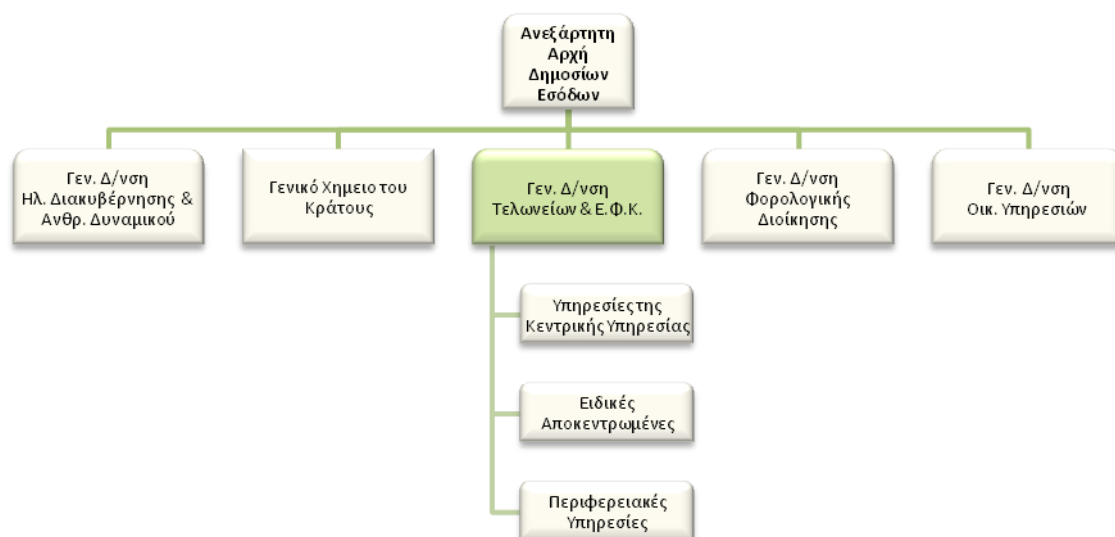 Ανεξάρτητη
Αρχή
Δημοσίων
Εσόδων
Γεν. Δ/νση
Ηλ. Διακυβέρνησης &
Ανθρ. Δυναμικού
Γενικό Χημειο του
Κράτους
Γεν. Δ/νση
Τελωνείων & Ε.Φ.Κ.
Γεν. Δ/νση
Φορολογικής
Διοίκησης
Γεν. Δ/νση
Οικ. Υπηρεσιών
Υπηρεσίες της
Κεντρικής Υπηρεσίας
Ειδικές
Αποκεντρωμένες
Περιφερειακές
Υπηρεσίες